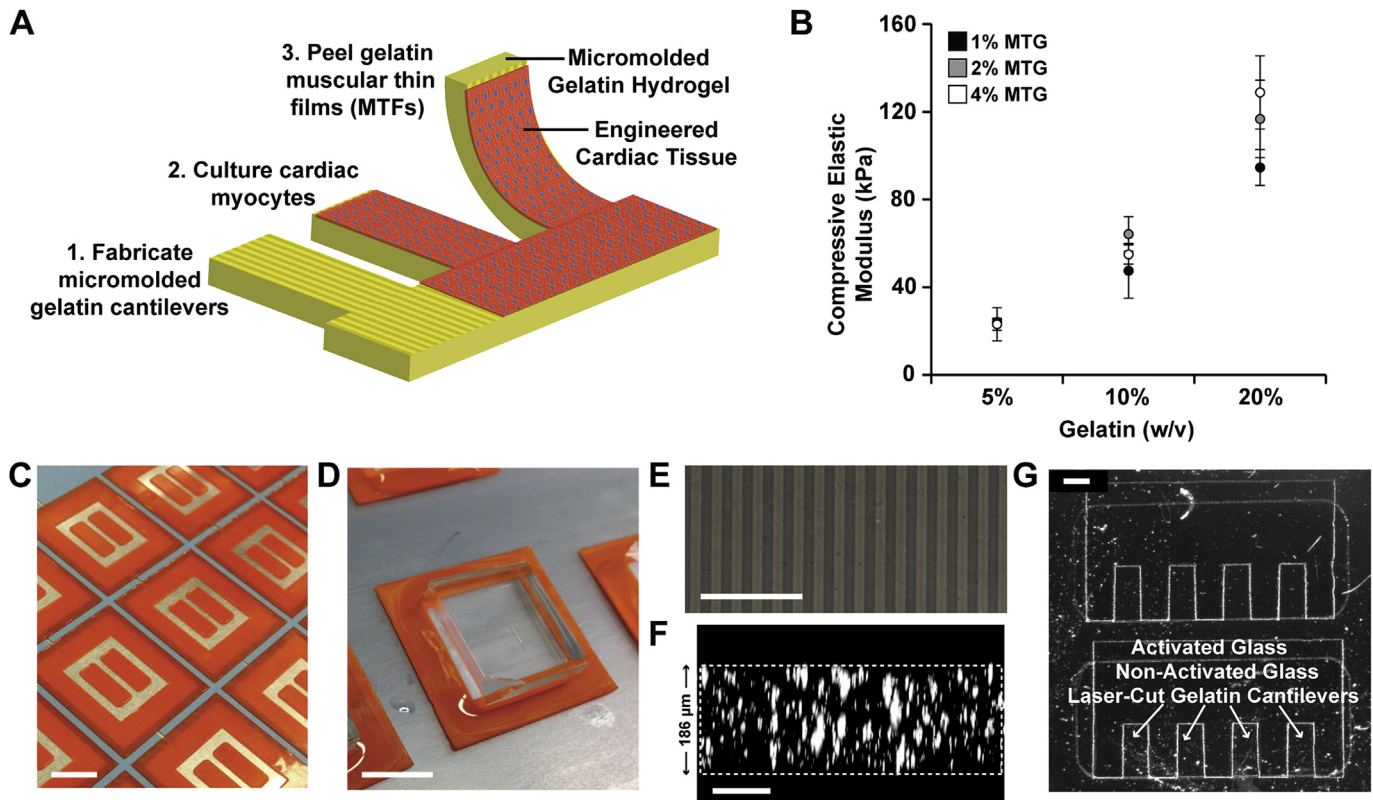 A
3. Peel gelatin
muscular thin
films (MTFs)
Micromolded
Gelatin Hydrogel
Engineered
Cardiac Tissue
2. Culture cardiac
myocytes
1. Fabricate
micromolded
gelatin cantilevers
B
160
120
80
40
0
Compressive Elastic
Modulus (kPa)
1% MTG
2% MTG
4% MTG
5%
10%
20%
Gelatin (w/v)
C
D
E
F
186 µm
G
Activated Glass
Non-Activated Glass
Laser-Cut Gelatin Cantilevers